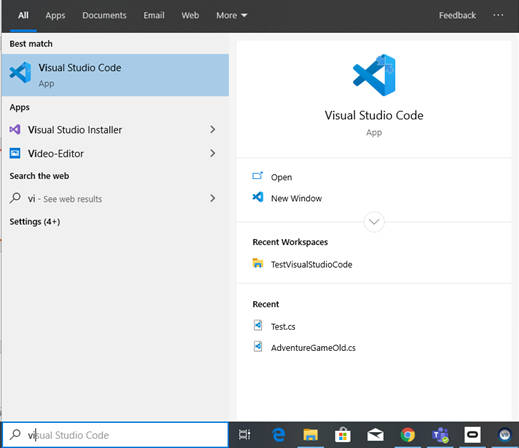 All Apps Documents Email Web More Feedback ...
Best match
Visual Studio Code
App
Apps
Visual Studio Installer
Video-Editor
Search the web
vi - See web results
Settings (4+)
Visual Studio Code
App
Open
New Window
Recent Workspaces
TestVisualStudioCode
Recent
Test.cs
AdventureGameOld.cs
visual Studio Code